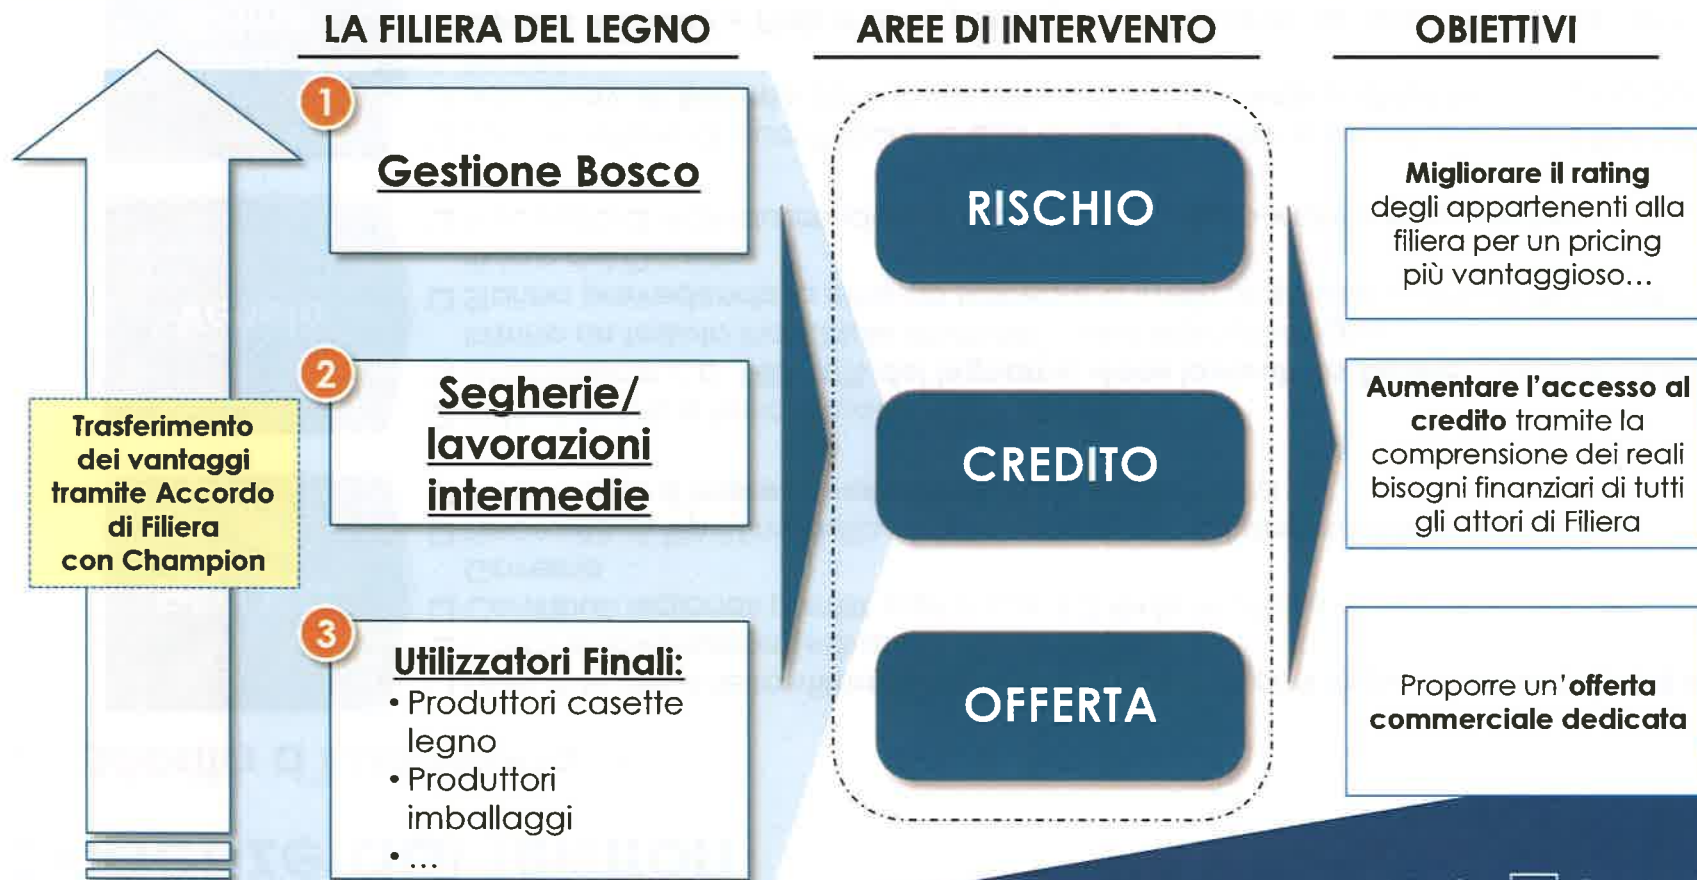 LA FILIERA DEL LEGNO
AREE DI INTERVENTO
OBIETTIVI
Trasferimento
dei vantaggi
tramite Accordo
di Filiera
con Champion
1
Gestione Bosco
2
Segherie/
lavorazioni
intermedie
3
Utilizzatori Finali:
• Produttori casette
legno
• Produttori
imballaggi
• ...
RISCHIO
CREDITO
OFFERTA
Migliorare il rating
degli appartenenti alla
filiera per un pricing
più vantaggioso...
Aumentare l'accesso al
credito tramite la
comprensione dei reali
bisogni finanziari di tutti
gli attori di Filiera
Proporre un'offerta
commerciale dedicata